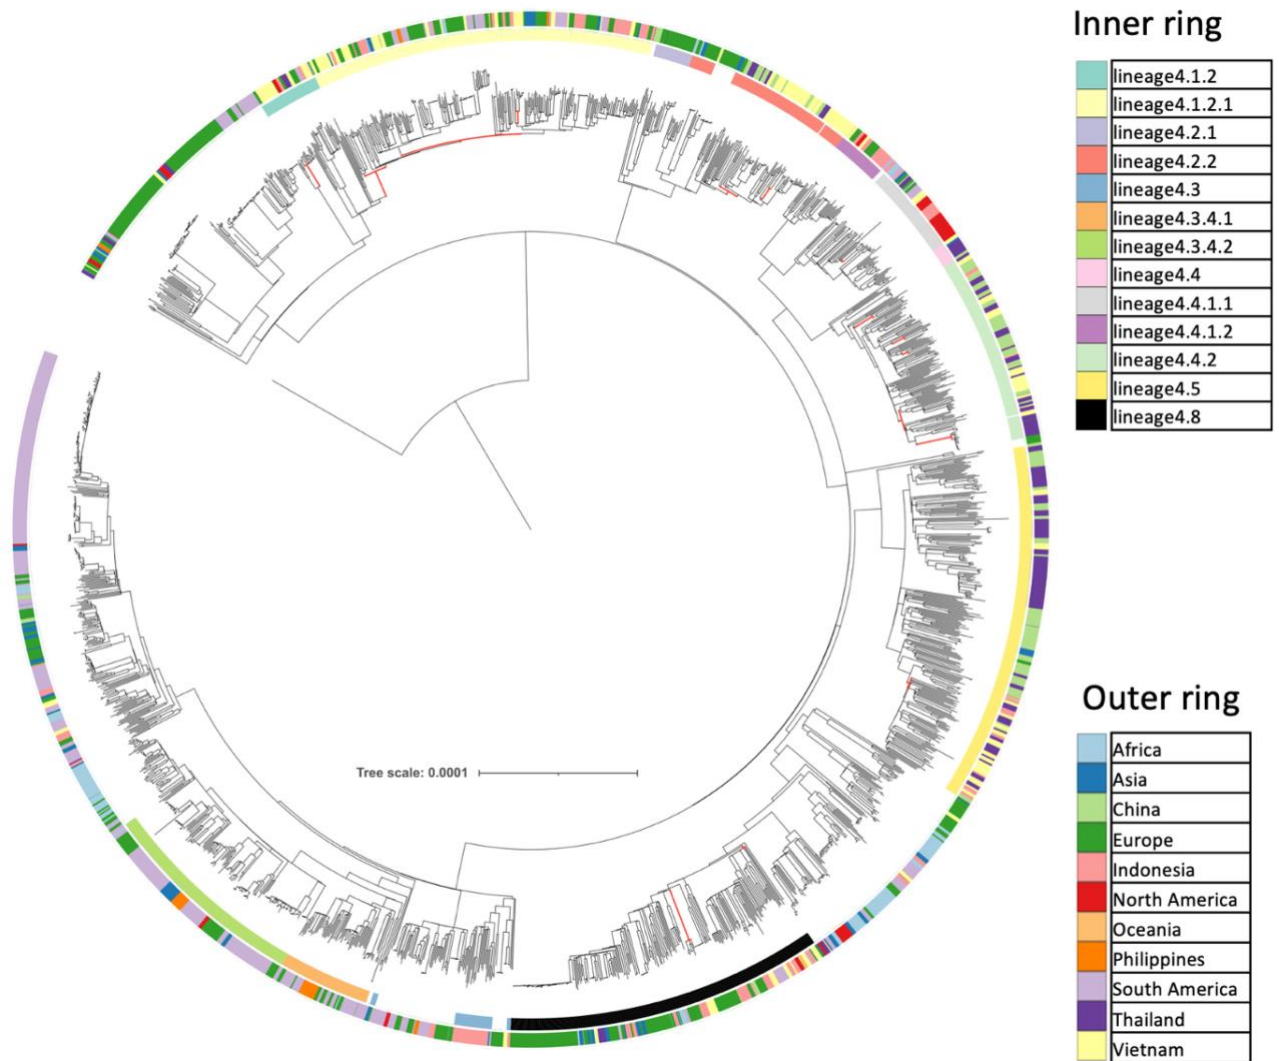 Inner ring
lineage4.1.2
lineage4.1.2.1
lineage4.2.1
lineage4.2.2
lineage4.3
lineage4.3.4.1
lineage4.3.4.2
lineage4.4
lineage4.4.1.1
lineage4.4.1.2
lineage4.4.2
lineage4.5
lineage4.8
Outer ring
Africa
Asia
China
Europe
Indonesia
North America
Oceania
Philippines
South America
Thailand
Vietnam
Tree scale: 0.0001